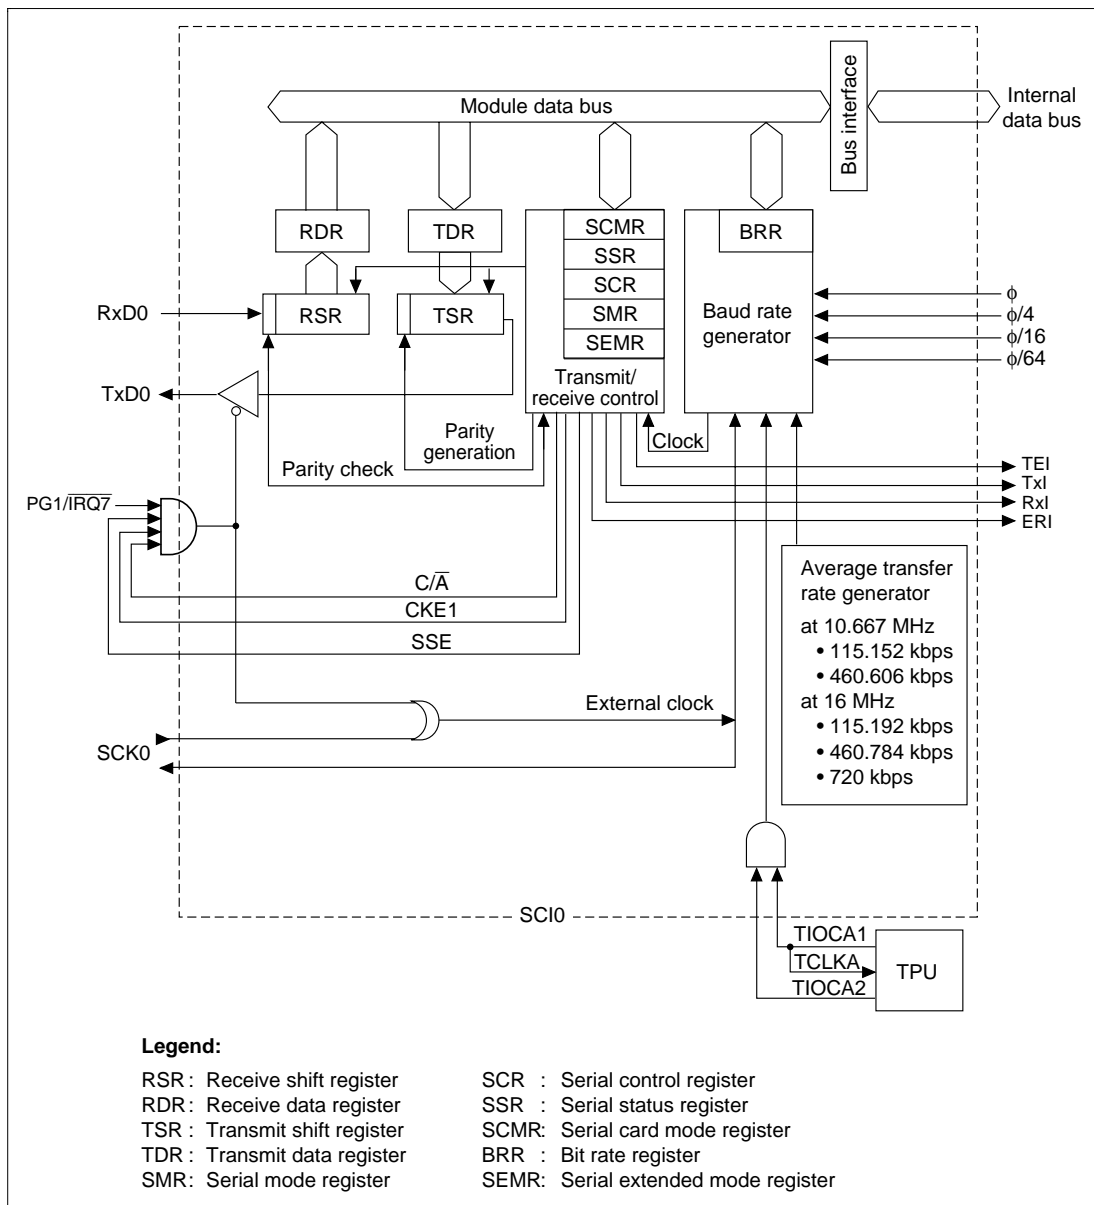 Module data bus
Bus interface
Internal
data bus
RDR
TDR
SCMR
SSR
SCR
SMR
SEMR
BRR
RxD0
RSR
TSR
Baud rate
generator
ϕ
ϕ/4
ϕ/16
ϕ/64
TxD0
Transmit/
receive control
Parity
generation
Parity check
Clock
TEI
TxI
RxI
ERI
PG1/I̅R̅Q̅7̅
C/A̅
CKE1
SSE
Average transfer
rate generator
at 10.667 MHz
• 115.152 kbps
• 460.606 kbps
at 16 MHz
• 115.192 kbps
• 460.784 kbps
• 720 kbps
External clock
SCK0
SCI0
TIOCA1
TCLKA
TIOCA2
TPU
Legend:
RSR : Receive shift register
RDR : Receive data register
TSR : Transmit shift register
TDR : Transmit data register
SMR: Serial mode register
SCR : Serial control register
SSR : Serial status register
SCMR: Serial card mode register
BRR : Bit rate register
SEMR: Serial extended mode register